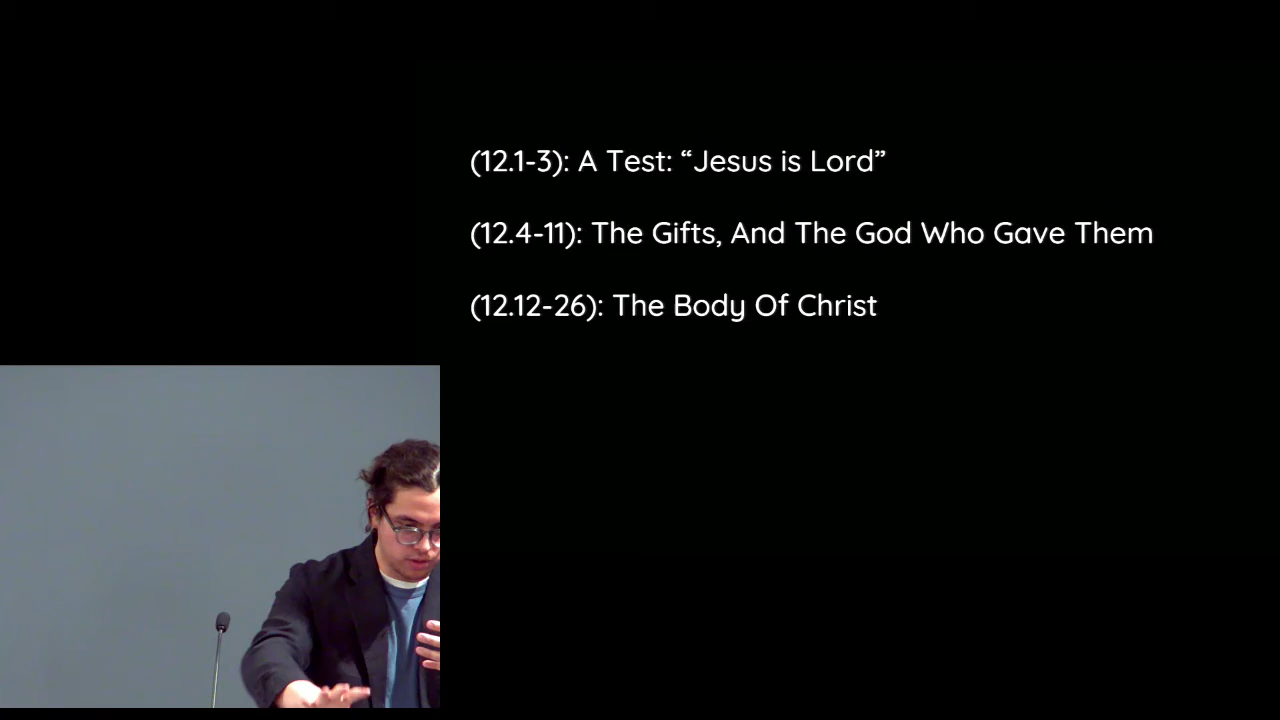 (12.1-3): A Test: “Jesus is Lord”
(12.4-11): The Gifts, And The God Who Gave Them
(12.12-26): The Body Of Christ